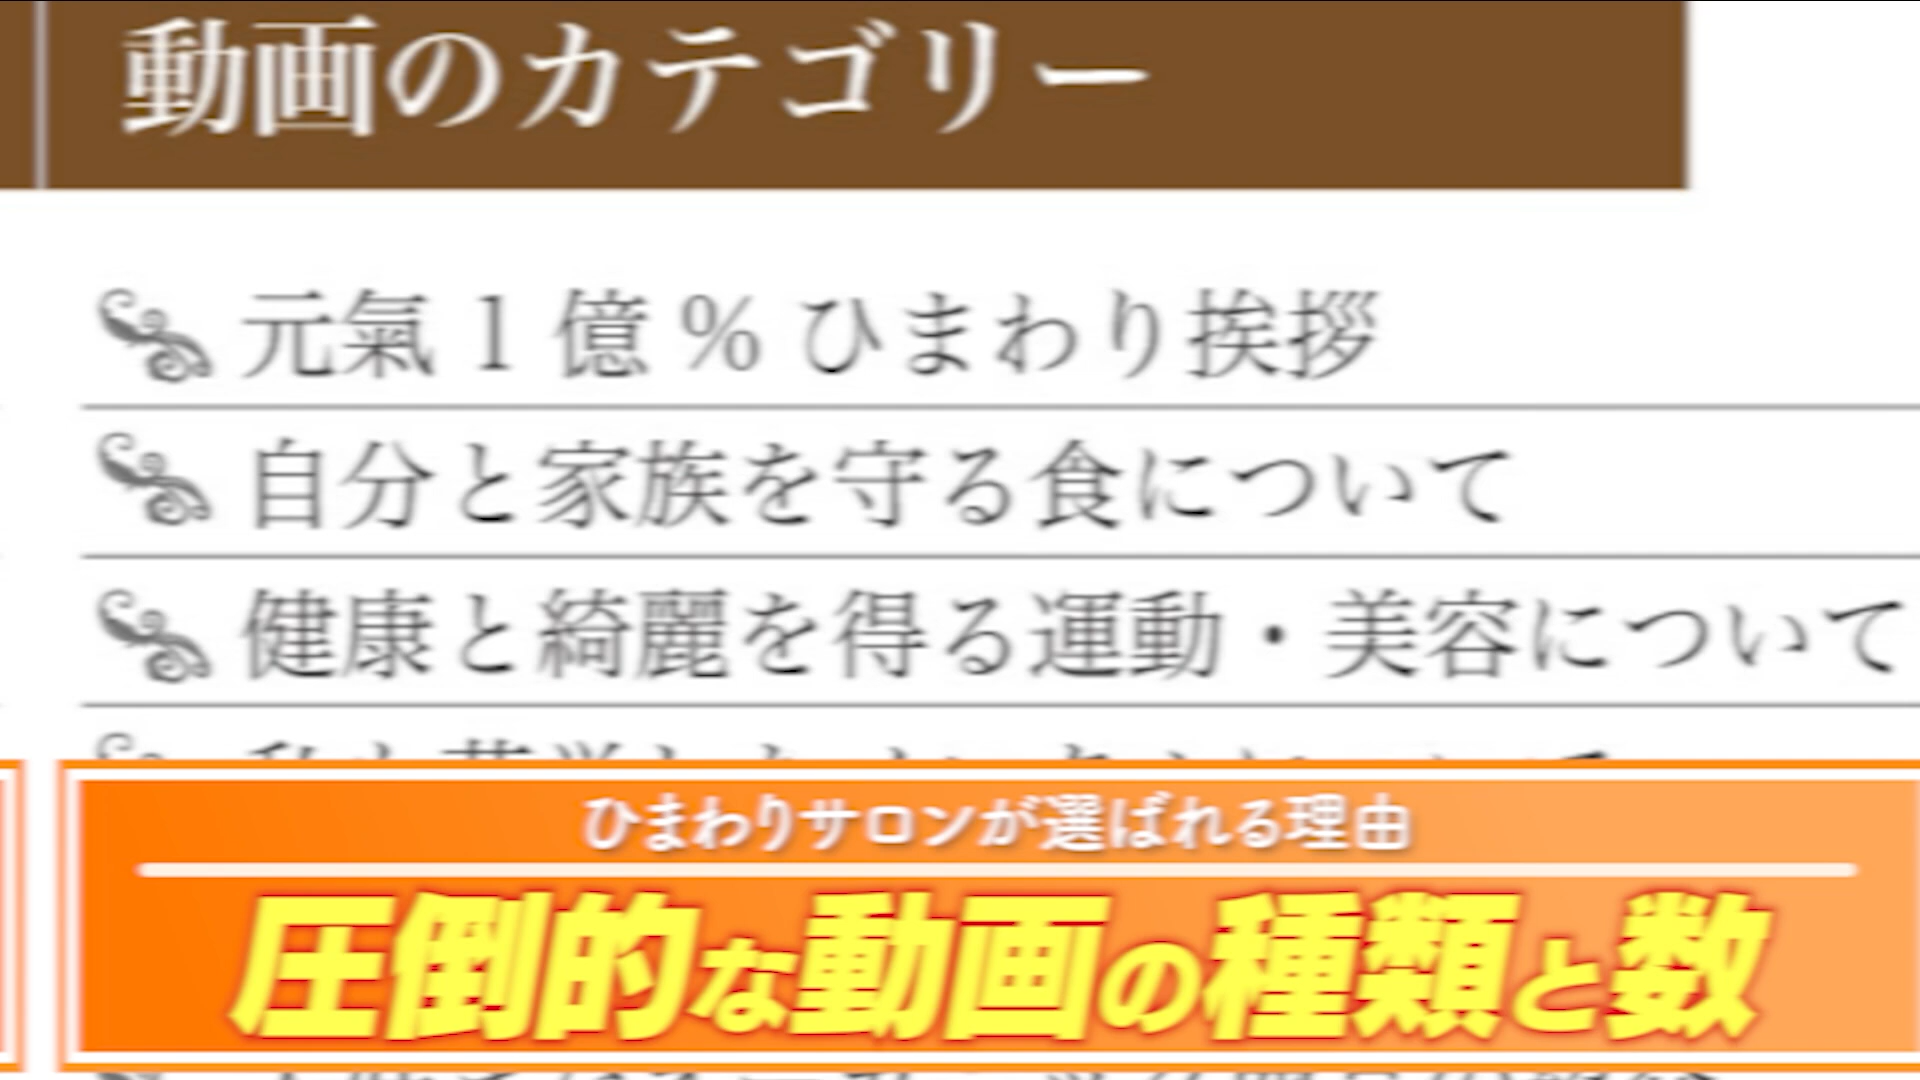 動画のカテゴリー
元氣1億%ひまわり挨拶
自分と家族を守る食について
健康と綺麗を得る運動・美容について
ひまわりサロンが選ばれる理由
圧倒的な動画の種類と数